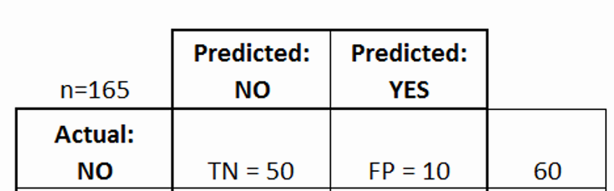 Predicted: Predicted:
n=165 NO YES
Actual:
NO TN = 50 FP = 10 60